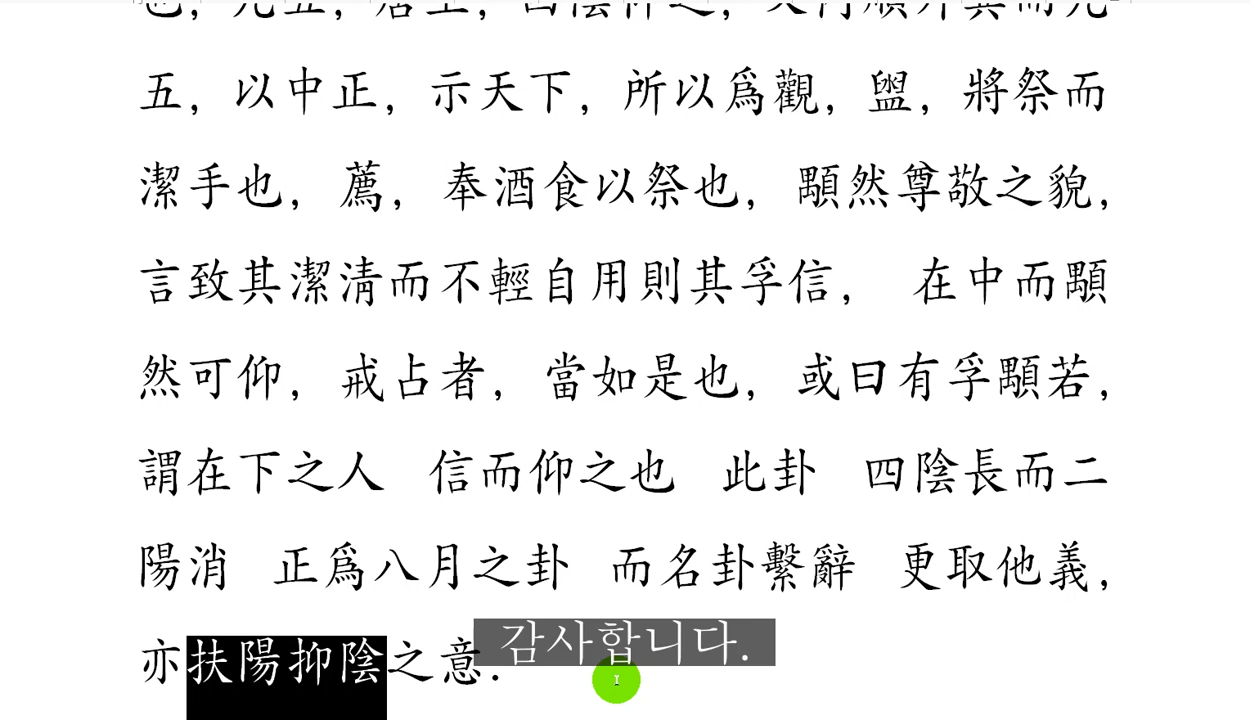 五, 以中正, 示天下, 所以爲觀, 盥, 將祭而
潔手也, 薦, 奉酒食以祭也, 顒然尊敬之貌,
言致其潔淸而不輕自用則其孚信, 在中而顒
然可仰, 戒占者, 當如是也, 或曰有孚顒若,
謂在下之人 信而仰之也 此卦 四陰長而二
陽消 正爲八月之卦 而名卦繫辭 更取他義,
亦扶陽抑陰之意.
감사합니다.